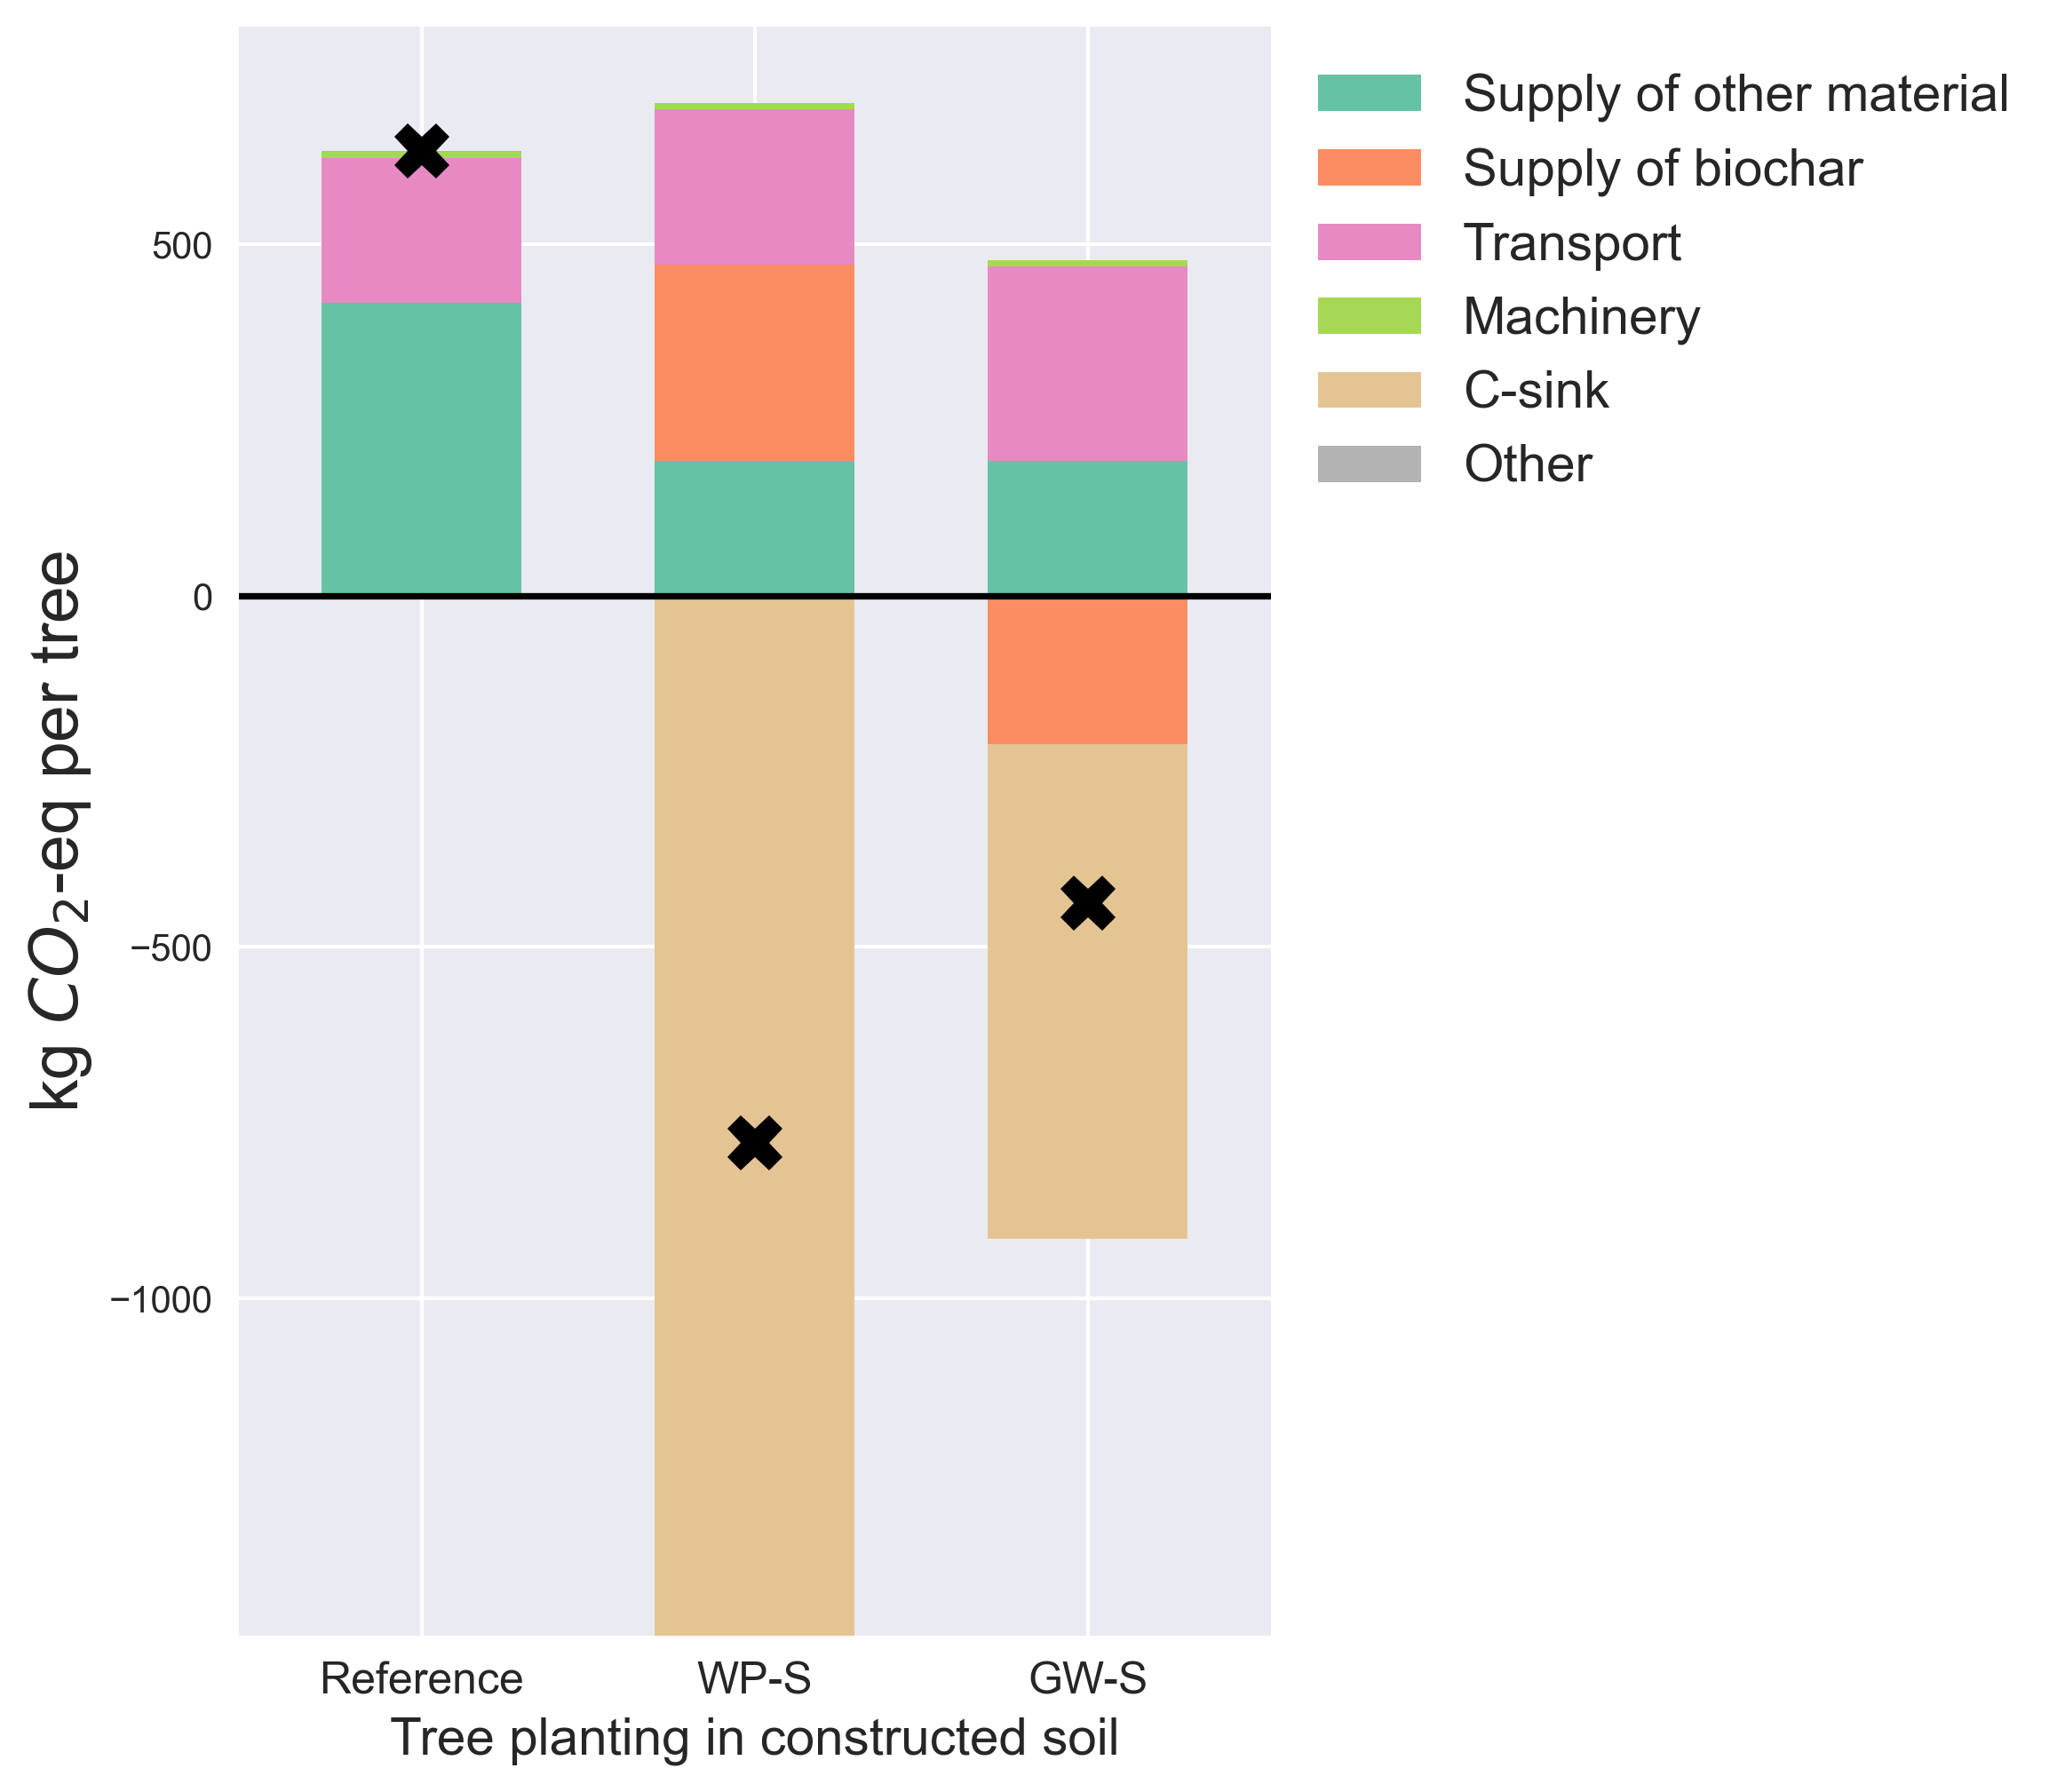 Supply of other material
Supply of biochar
Transport
Machinery
C-sink
Other
500
0
−500
−1000
kg CO₂-eq per tree
Reference WP-S GW-S
Tree planting in constructed soil